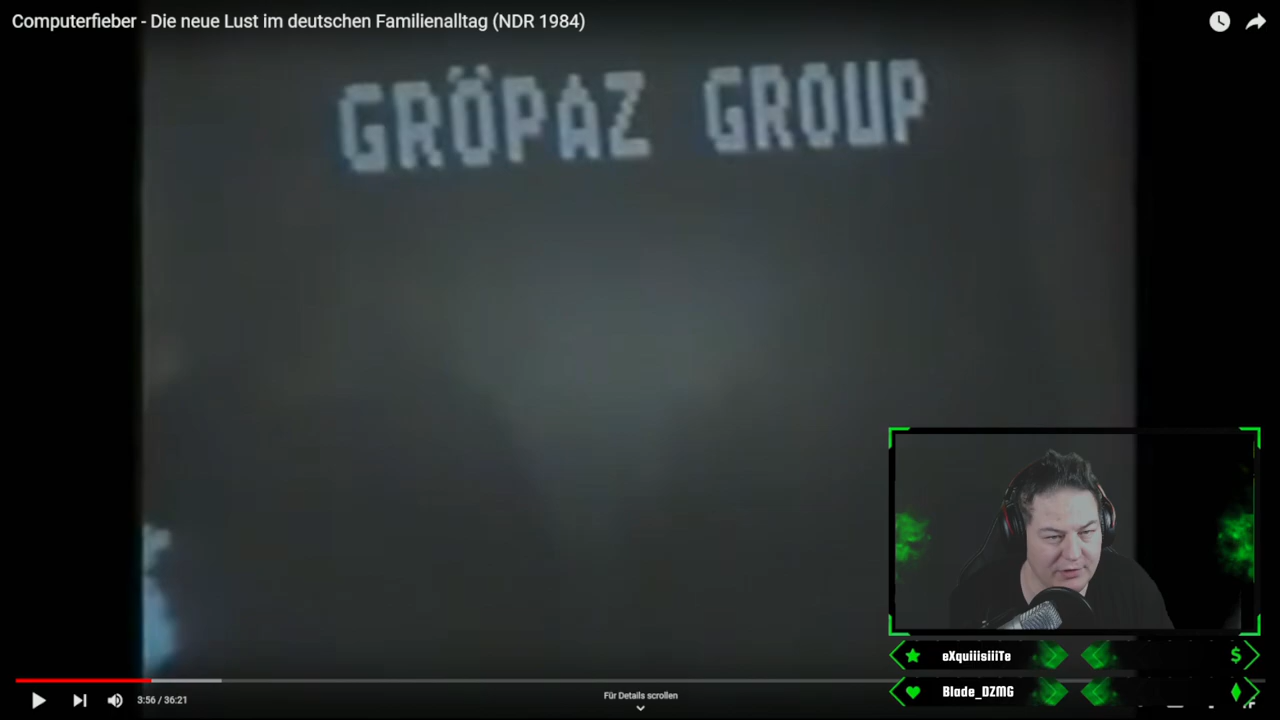 Computerfieber - Die neue Lust im deutschen Familienalltag (NDR 1984)
GRÖPAZ GROUP
eXquiiisiiiTe
$
Blade_DZMG
3:56 / 36:21
Für Details scrollen